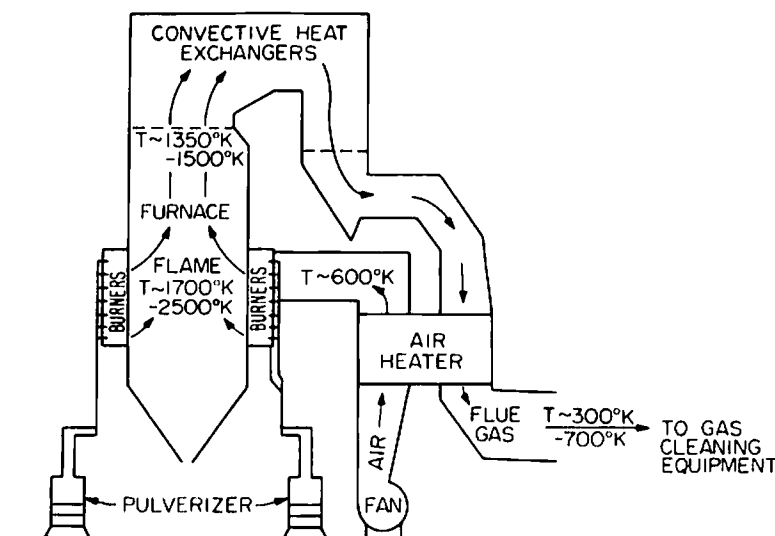 CONVECTIVE HEAT
EXCHANGERS
T~1350°K
-1500°K
FURNACE
BURNERS
FLAME
T~1700°K
-2500°K
BURNERS
T~600°K
AIR
HEATER
AIR
FLUE
GAS
T~300°K
-700°K
TO GAS
CLEANING
EQUIPMENT
PULVERIZER
FAN